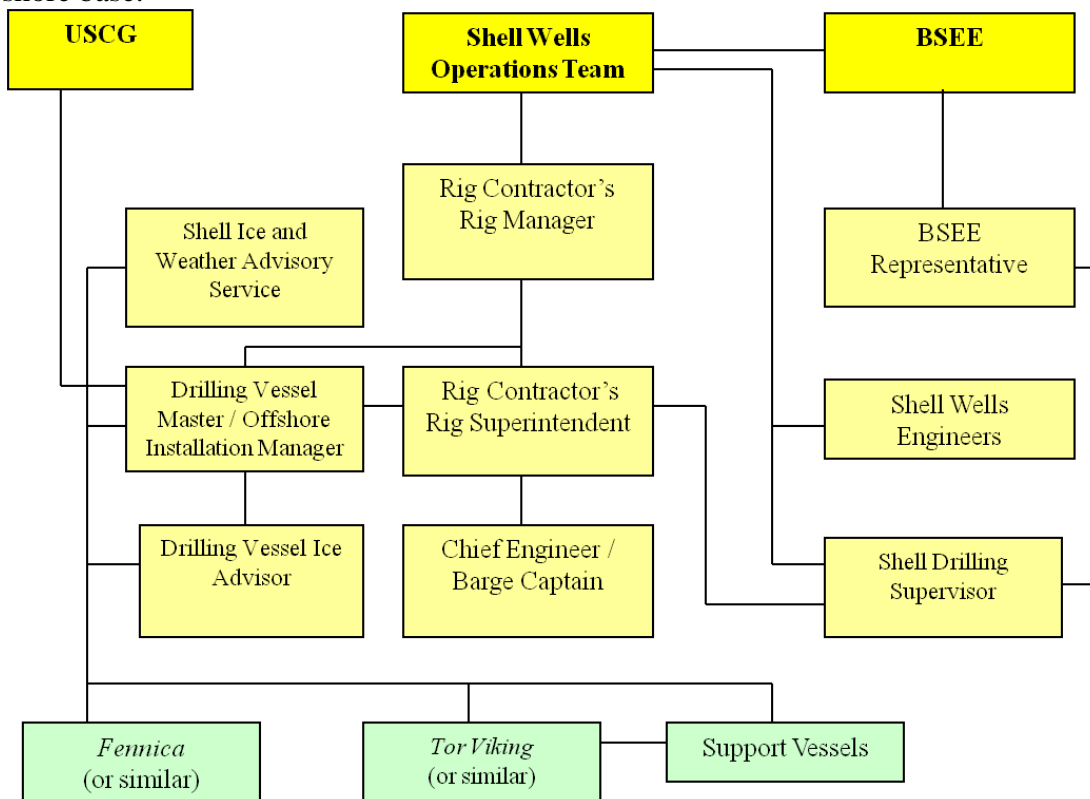 shore base.
USCG
Shell Wells
Operations Team
BSEE
Rig Contractor's
Rig Manager
Shell Ice and
Weather Advisory
Service
BSEE
Representative
Drilling Vessel
Master / Offshore
Installation Manager
Rig Contractor's
Rig Superintendent
Shell Wells
Engineers
Drilling Vessel Ice
Advisor
Chief Engineer /
Barge Captain
Shell Drilling
Supervisor
Fennica
(or similar)
Tor Viking
(or similar)
Support Vessels